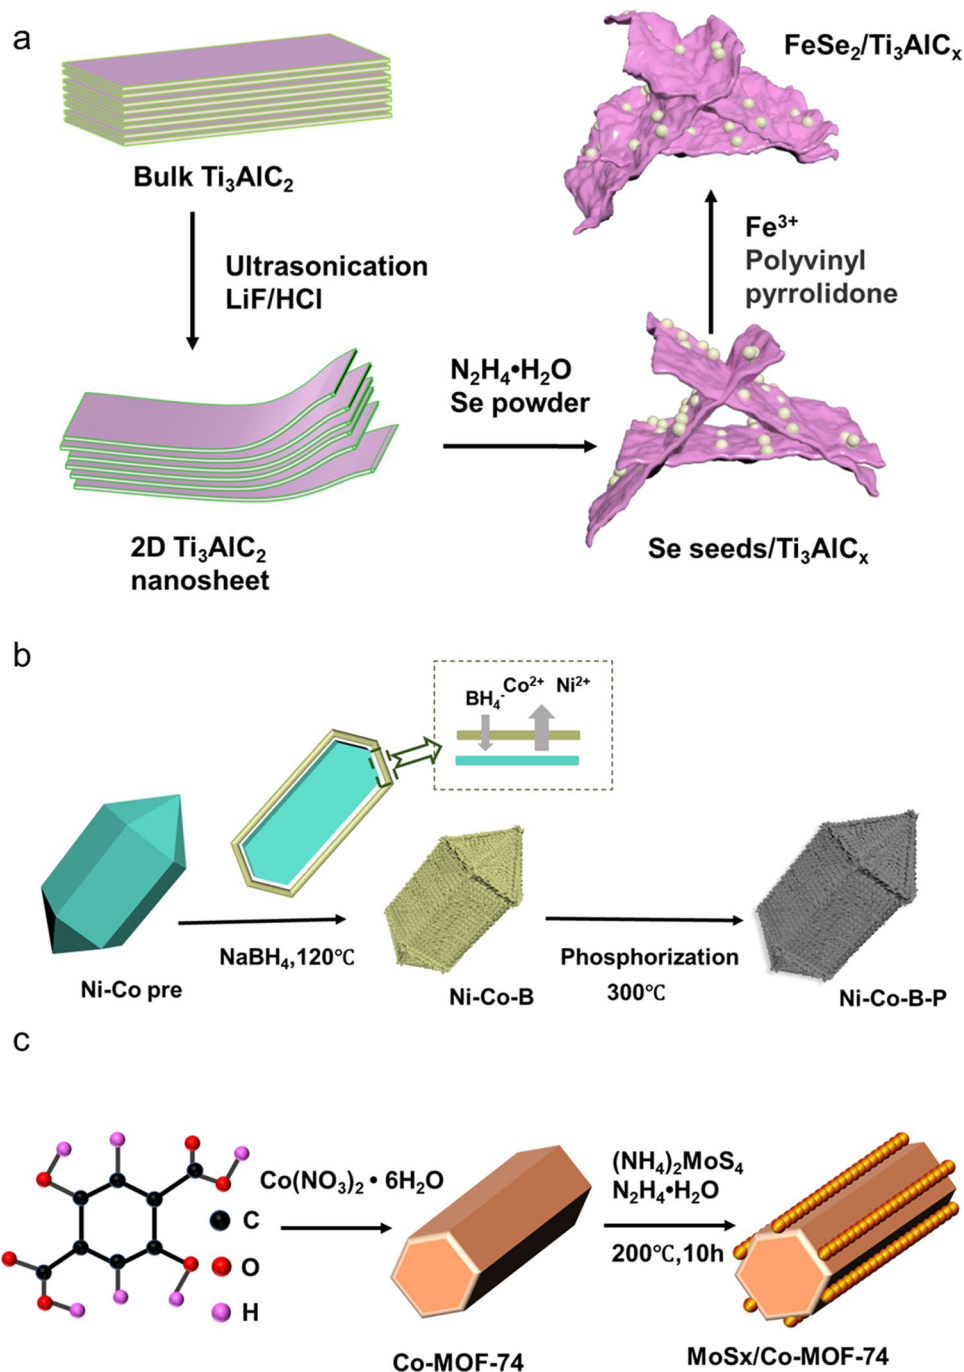 a
Bulk Ti₃AlC₂
Ultrasonication
LiF/HCl
2D Ti₃AlC₂
nanosheet
N₂H₄•H₂O
Se powder
Se seeds/Ti₃AlCₓ
Fe³⁺
Polyvinyl
pyrrolidone
FeSe₂/Ti₃AlCₓ
b
Ni-Co pre
NaBH₄,120℃
BH₄⁻
Co²⁺
Ni²⁺
Ni-Co-B
Phosphorization
300℃
Ni-Co-B-P
c
C
O
H
Co(NO₃)₂ • 6H₂O
Co-MOF-74
(NH₄)₂MoS₄
N₂H₄•H₂O
200℃,10h
MoSx/Co-MOF-74